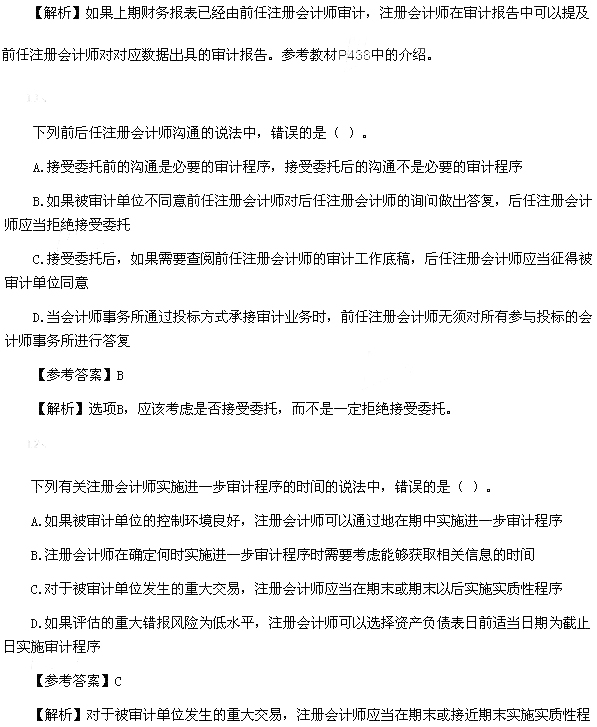 【解析】如果上期财务报表已经由前任注册会计师审计，注册会计师在审计报告中可以提及
前任注册会计师对对应数据出具的审计报告。参考教材P438中的介绍。
下列前后任注册会计师沟通的说法中，错误的是（ ）。
A.接受委托前的沟通是必要的审计程序，接受委托后的沟通不是必要的审计程序
B.如果被审计单位不同意前任注册会计师对后任注册会计师的询问做出答复，后任注册会计
师应当拒绝接受委托
C.接受委托后，如果需要查阅前任注册会计师的审计工作底稿，后任注册会计师应当征得被
审计单位同意
D.当会计师事务所通过投标方式承接审计业务时，前任注册会计师无须对所有参与投标的会
计师事务所进行答复
【参考答案】B
【解析】选项B，应该考虑是否接受委托，而不是一定拒绝接受委托。
下列有关注册会计师实施进一步审计程序的时间的说法中，错误的是（ ）。
A.如果被审计单位的控制环境良好，注册会计师可以通过地在期中实施进一步审计程序
B.注册会计师在确定何时实施进一步审计程序时需要考虑能够获取相关信息的时间
C.对于被审计单位发生的重大交易，注册会计师应当在期末或期末以后实施实质性程序
D.如果评估的重大错报风险为低水平，注册会计师可以选择资产负债表日前适当日期为截止
日实施审计程序
【参考答案】C
【解析】对于被审计单位发生的重大交易，注册会计师应当在期末或接近期末实施实质性程